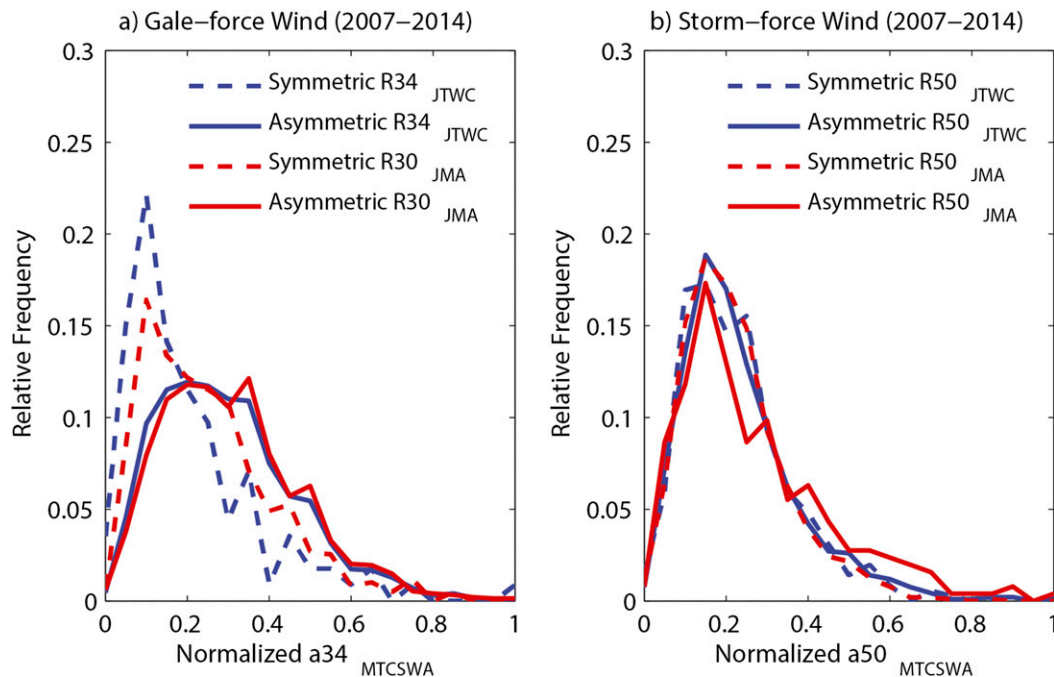 a) Gale–force Wind (2007–2014)
0.3
0.25
0.2
0.15
0.1
0.05
0
Relative Frequency
Symmetric R34 JTWC
Asymmetric R34 JTWC
Symmetric R30 JMA
Asymmetric R30 JMA
0 0.2 0.4 0.6 0.8 1
Normalized a34 MTCSWA
b) Storm–force Wind (2007–2014)
0.3
0.25
0.2
0.15
0.1
0.05
0
Relative Frequency
Symmetric R50 JTWC
Asymmetric R50 JTWC
Symmetric R50 JMA
Asymmetric R50 JMA
0 0.2 0.4 0.6 0.8 1
Normalized a50 MTCSWA